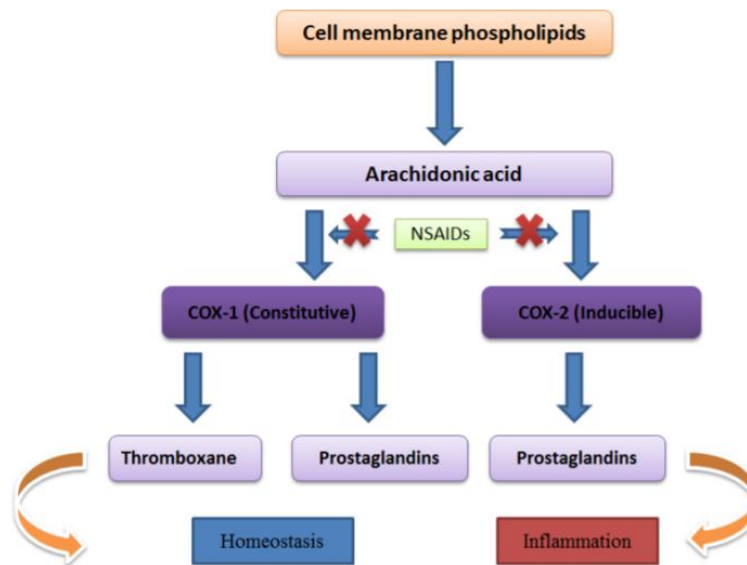 Cell membrane phospholipids
Arachidonic acid
NSAIDs
COX-1 (Constitutive)
COX-2 (Inducible)
Thromboxane
Prostaglandins
Prostaglandins
Homeostasis
Inflammation